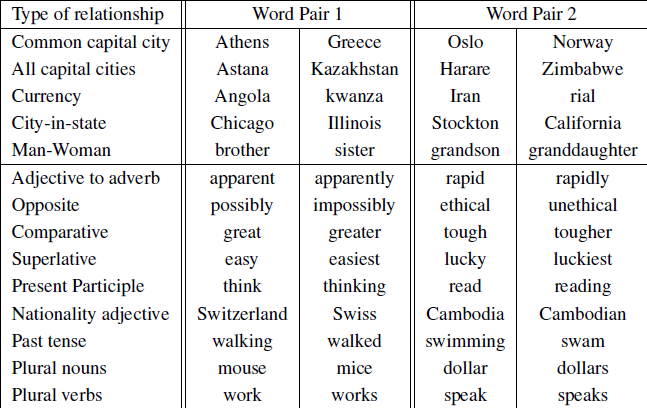 Type of relationship Word Pair 1 Word Pair 2
Common capital city Athens Greece Oslo Norway
All capital cities Astana Kazakhstan Harare Zimbabwe
Currency Angola kwanza Iran rial
City-in-state Chicago Illinois Stockton California
Man-Woman brother sister grandson granddaughter
Adjective to adverb apparent apparently rapid rapidly
Opposite possibly impossibly ethical unethical
Comparative great greater tough tougher
Superlative easy easiest lucky luckiest
Present Participle think thinking read reading
Nationality adjective Switzerland Swiss Cambodia Cambodian
Past tense walking walked swimming swam
Plural nouns mouse mice dollar dollars
Plural verbs work works speak speaks